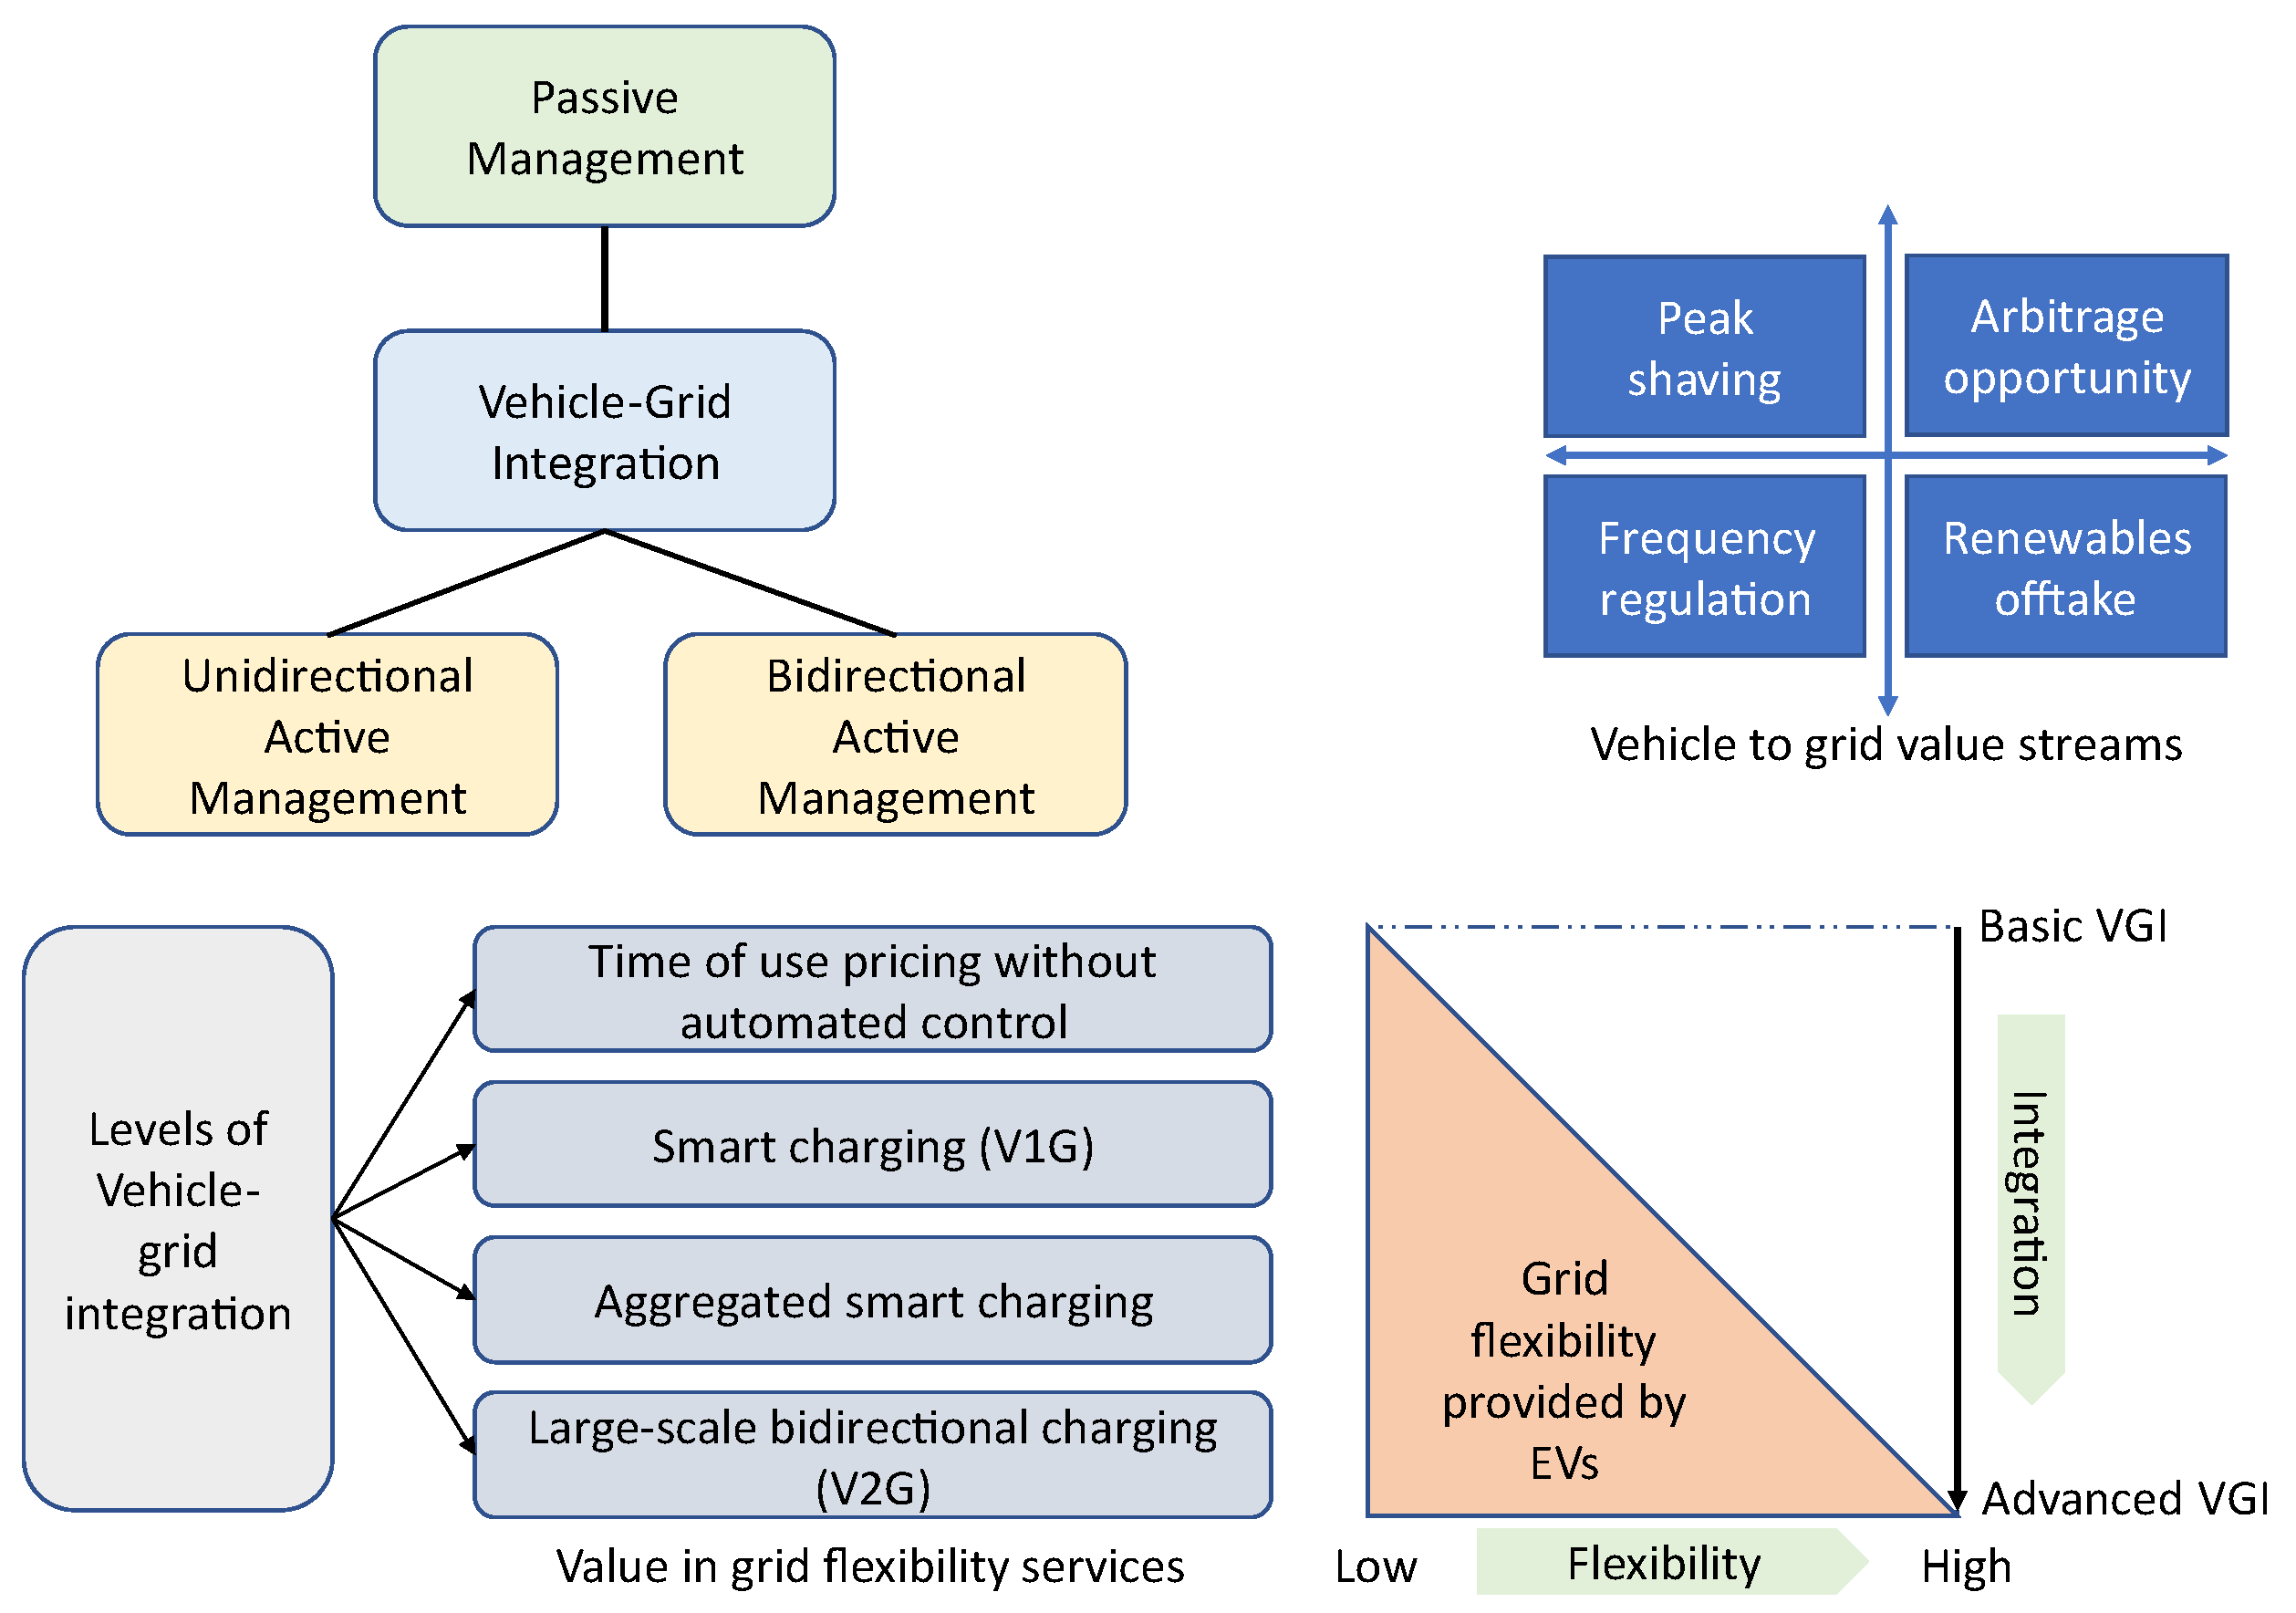 Passive
Management
Vehicle-Grid
Integration
Unidirectional
Active
Management
Bidirectional
Active
Management
Peak
shaving
Arbitrage
opportunity
Frequency
regulation
Renewables
offtake
Vehicle to grid value streams
Levels of
Vehicle-
grid
integration
Time of use pricing without
automated control
Smart charging (V1G)
Aggregated smart charging
Large-scale bidirectional charging
(V2G)
Value in grid flexibility services
Basic VGI
Integration
Grid
flexibility
provided by
EVs
Advanced VGI
Low
Flexibility
High